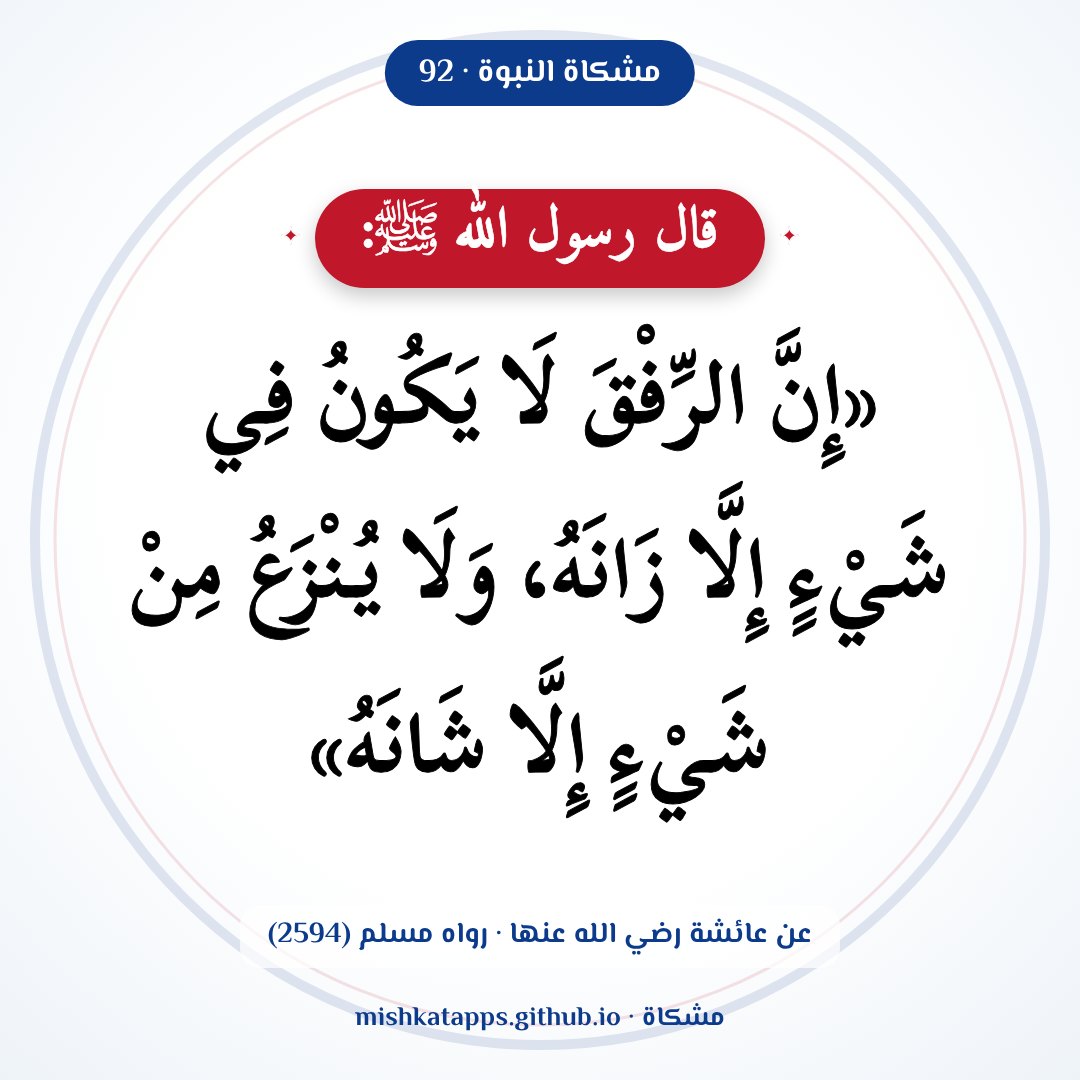 مشكاة النبوة · 92
قال رسول الله ﷺ:
«إِنَّ الرِّفْقَ لَا يَكُونُ فِي
شَيْءٍ إِلَّا زَانَهُ، وَلَا يُنْزَعُ مِنْ
شَيْءٍ إِلَّا شَانَهُ»
عن عائشة رضي الله عنها · رواه مسلم (2594)
مشكاة · mishkatapps.github.io